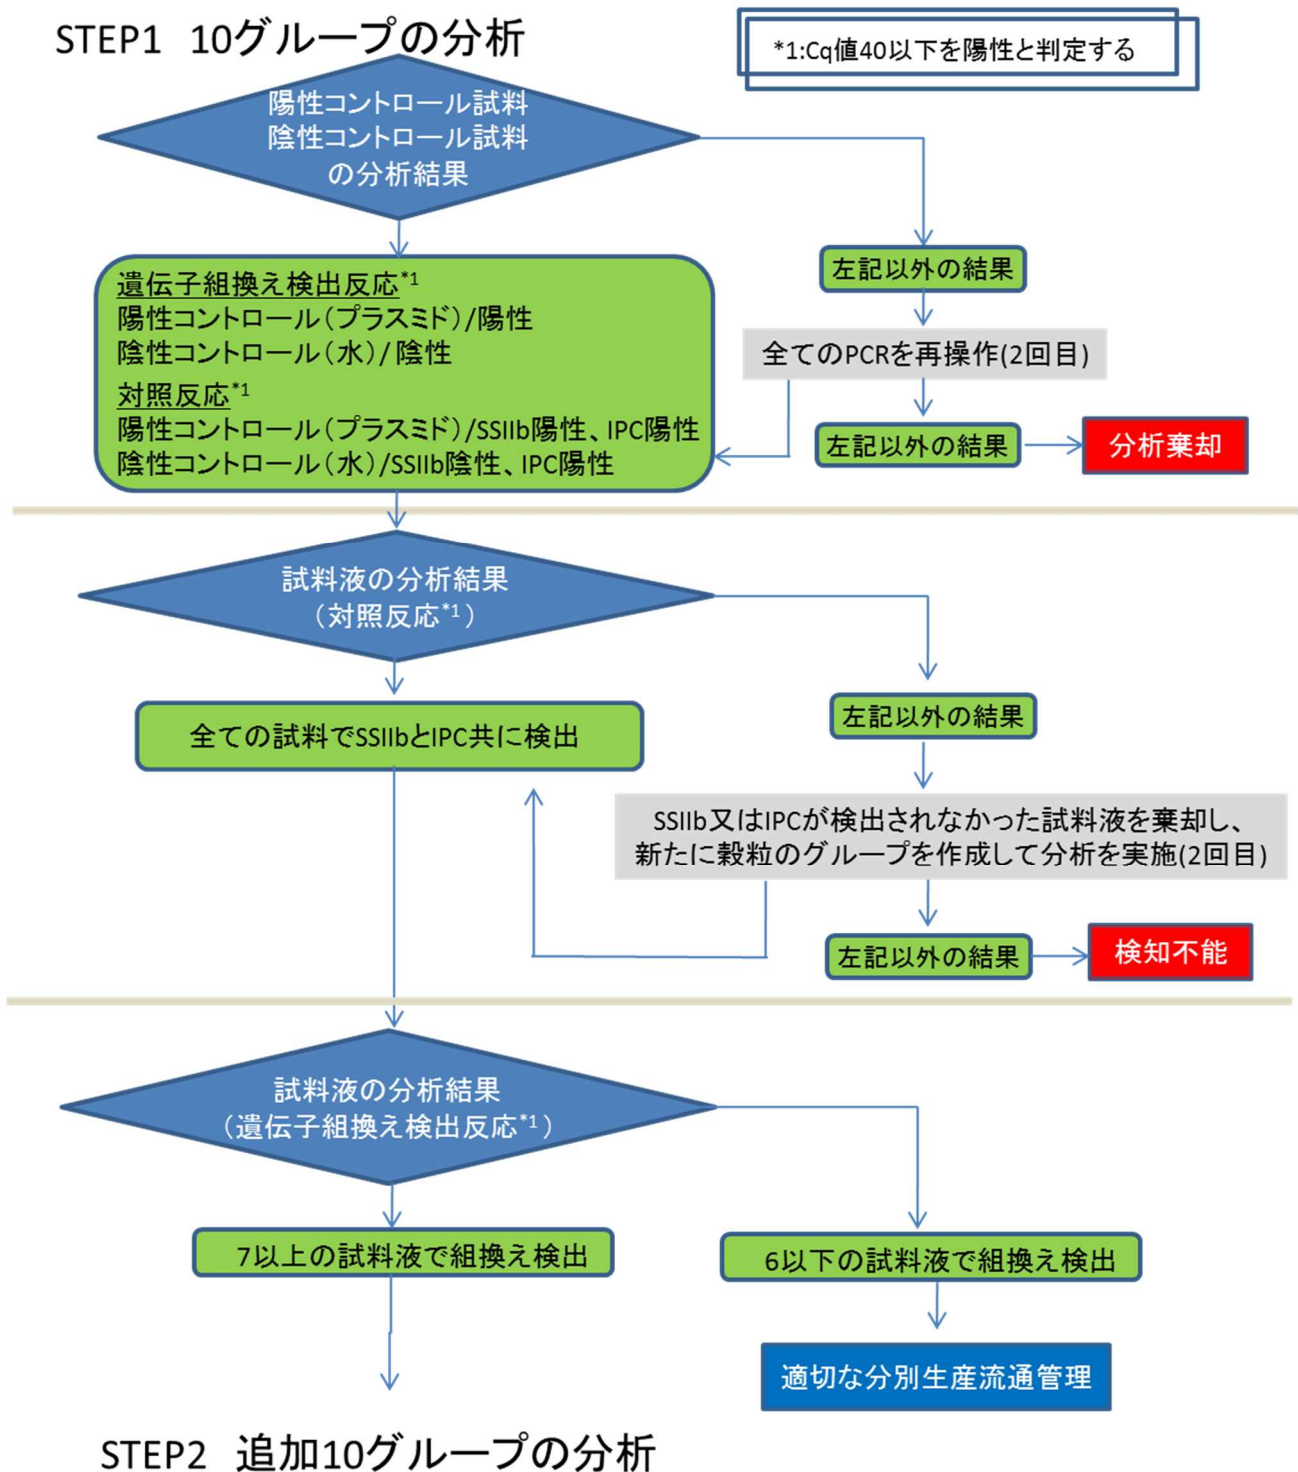 STEP1 10グループの分析
*1:Cq値40以下を陽性と判定する
陽性コントロール試料
陰性コントロール試料
の分析結果
左記以外の結果
遺伝子組換え検出反応*1
陽性コントロール(プラスミド)/陽性
陰性コントロール(水)/陰性
対照反応*1
陽性コントロール(プラスミド)/SSIIb陽性、IPC陽性
陰性コントロール(水)/SSIIb陰性、IPC陽性
全てのPCRを再操作(2回目)
左記以外の結果
分析棄却
試料液の分析結果
(対照反応*1)
全ての試料でSSIIbとIPC共に検出
左記以外の結果
SSIIb又はIPCが検出されなかった試料液を棄却し、
新たに穀粒のグループを作成して分析を実施(2回目)
左記以外の結果
検知不能
試料液の分析結果
(遺伝子組換え検出反応*1)
7以上の試料液で組換え検出
6以下の試料液で組換え検出
適切な分別生産流通管理
STEP2 追加10グループの分析